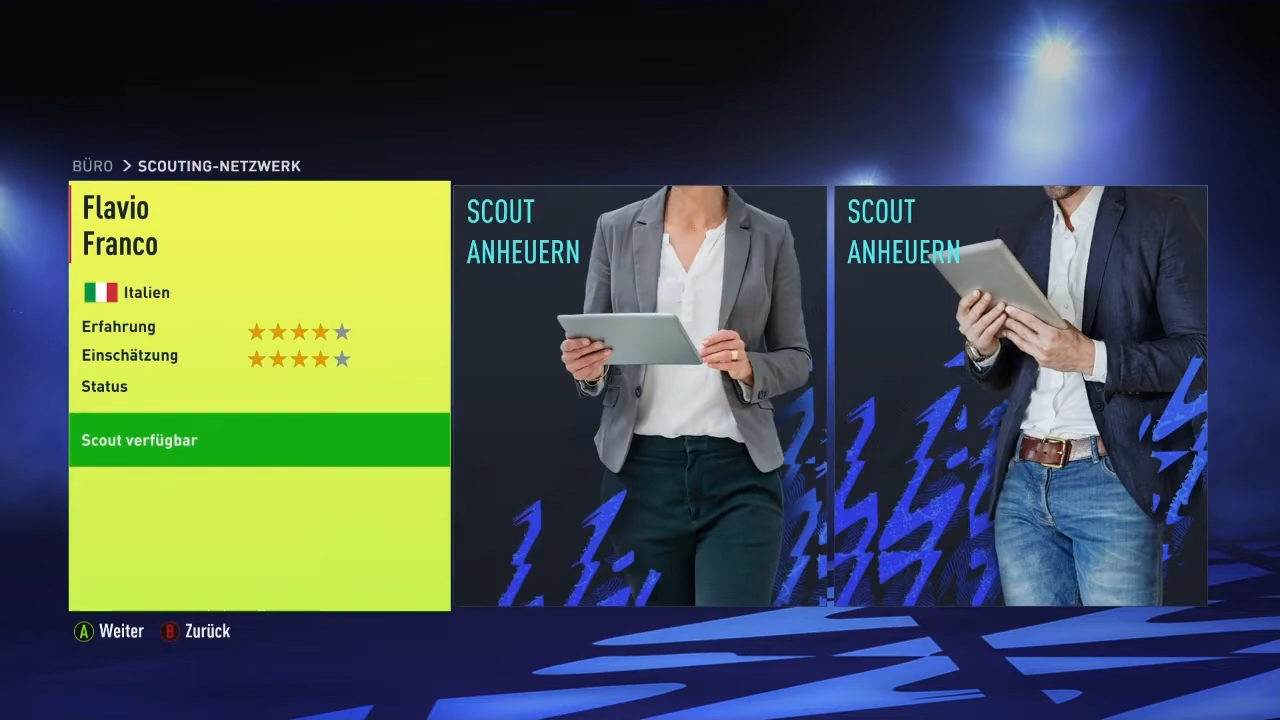 BÜRO > SCOUTING-NETZWERK
Flavio
Franco
Italien
Erfahrung
Einschätzung
Status
Scout verfügbar
SCOUT
ANHEUERN
SCOUT
ANHEUERN
A Weiter B Zurück